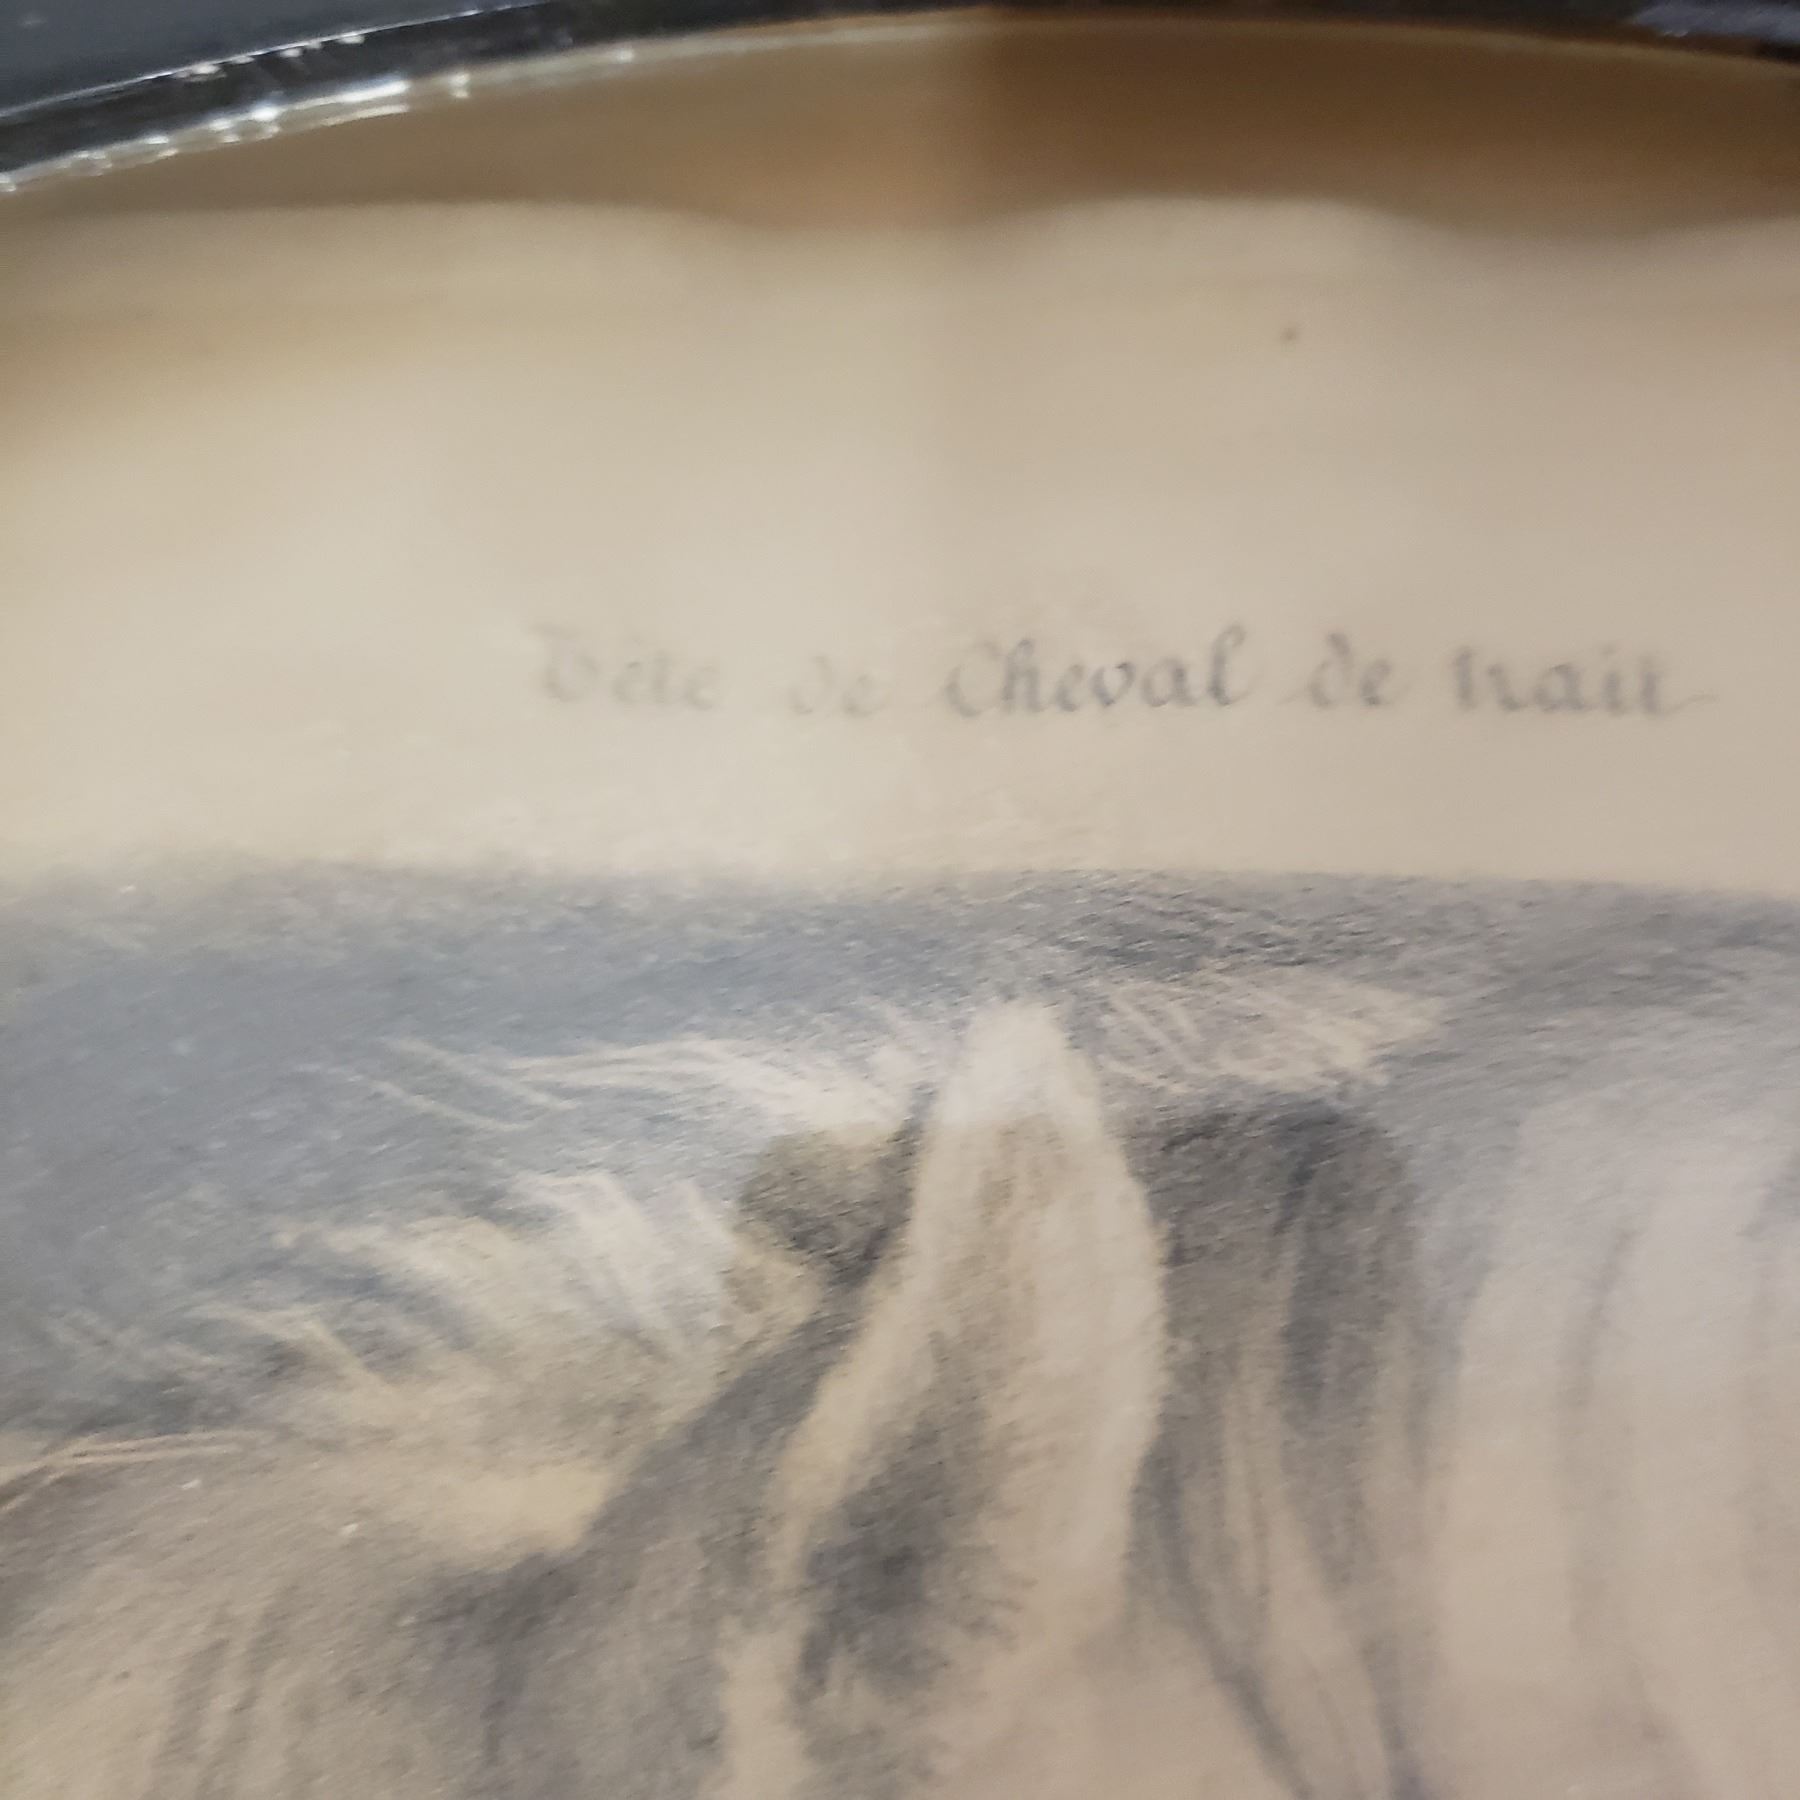 Tête de Cheval de trait